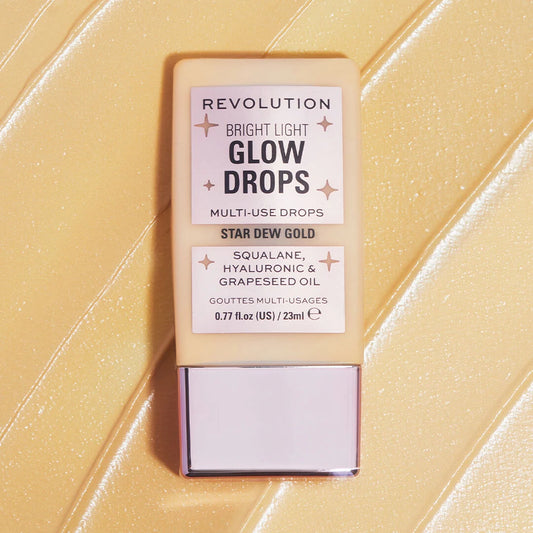 REVOLUTION
BRIGHT LIGHT
GLOW
DROPS
MULTI-USE DROPS
STAR DEW GOLD
SQUALANE,
HYALURONIC &
GRAPESEED OIL
GOUTTES MULTI-USAGES
0.77 fl.oz (US) / 23ml ℮